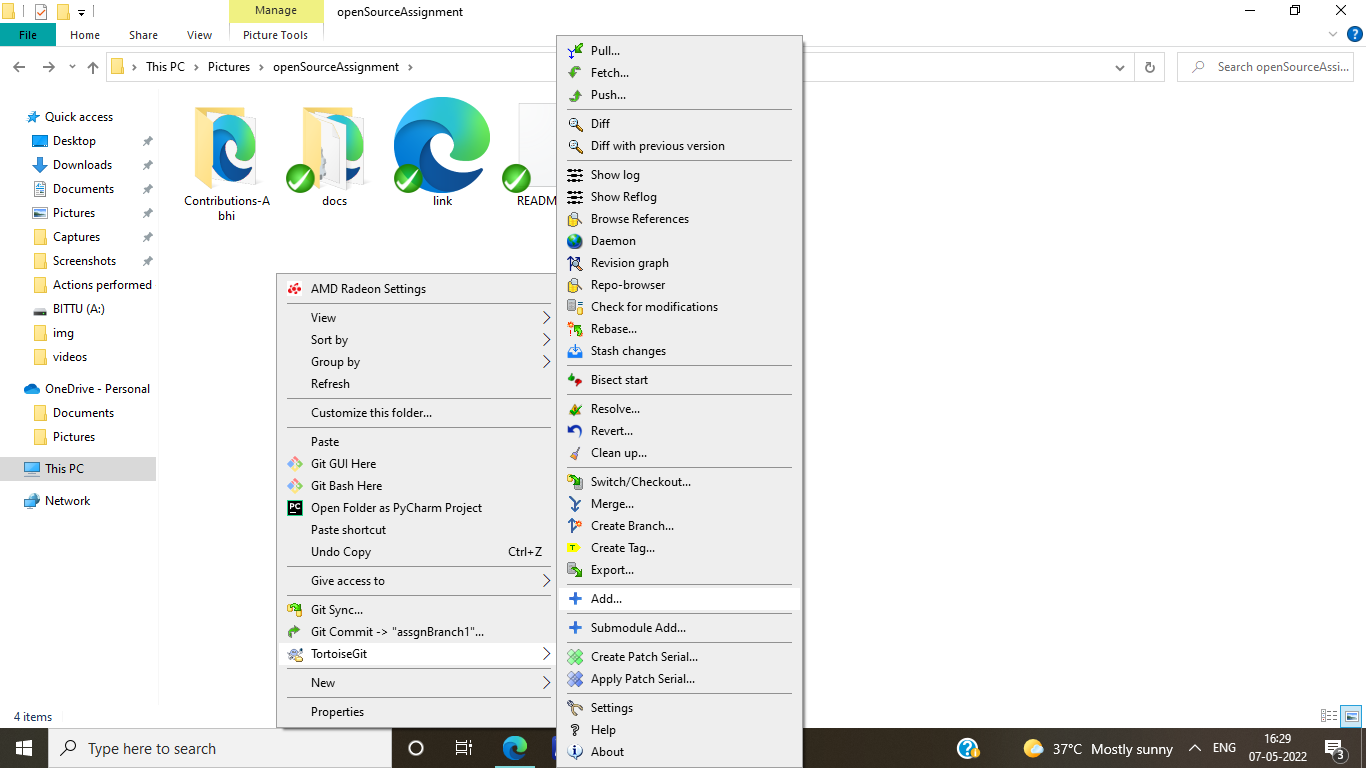 Manage
openSourceAssignment
File
Home
Share
View
Picture Tools
This PC
Pictures
openSourceAssignment
Search openSourceAssi...
Quick access
Desktop
Downloads
Documents
Pictures
Captures
Screenshots
Actions performed
BITTU (A:)
img
videos
OneDrive - Personal
Documents
Pictures
This PC
Network
Contributions-A
bhi
docs
link
READM
AMD Radeon Settings
View
Sort by
Group by
Refresh
Customize this folder...
Paste
Git GUI Here
Git Bash Here
PC
Open Folder as PyCharm Project
Paste shortcut
Undo Copy Ctrl+Z
Give access to
Git Sync...
Git Commit -> "assgnBranch1"...
TortoiseGit
New
Properties
Pull...
Fetch...
Push...
Diff
Diff with previous version
Show log
Show Reflog
Browse References
Daemon
Revision graph
Repo-browser
Check for modifications
Rebase...
Stash changes
Bisect start
Resolve...
Revert...
Clean up...
Switch/Checkout...
Merge...
Create Branch...
Create Tag...
Export...
Add...
Submodule Add...
Create Patch Serial...
Apply Patch Serial...
Settings
Help
About
4 items
Type here to search
37°C Mostly sunny
ENG
16:29
07-05-2022
3